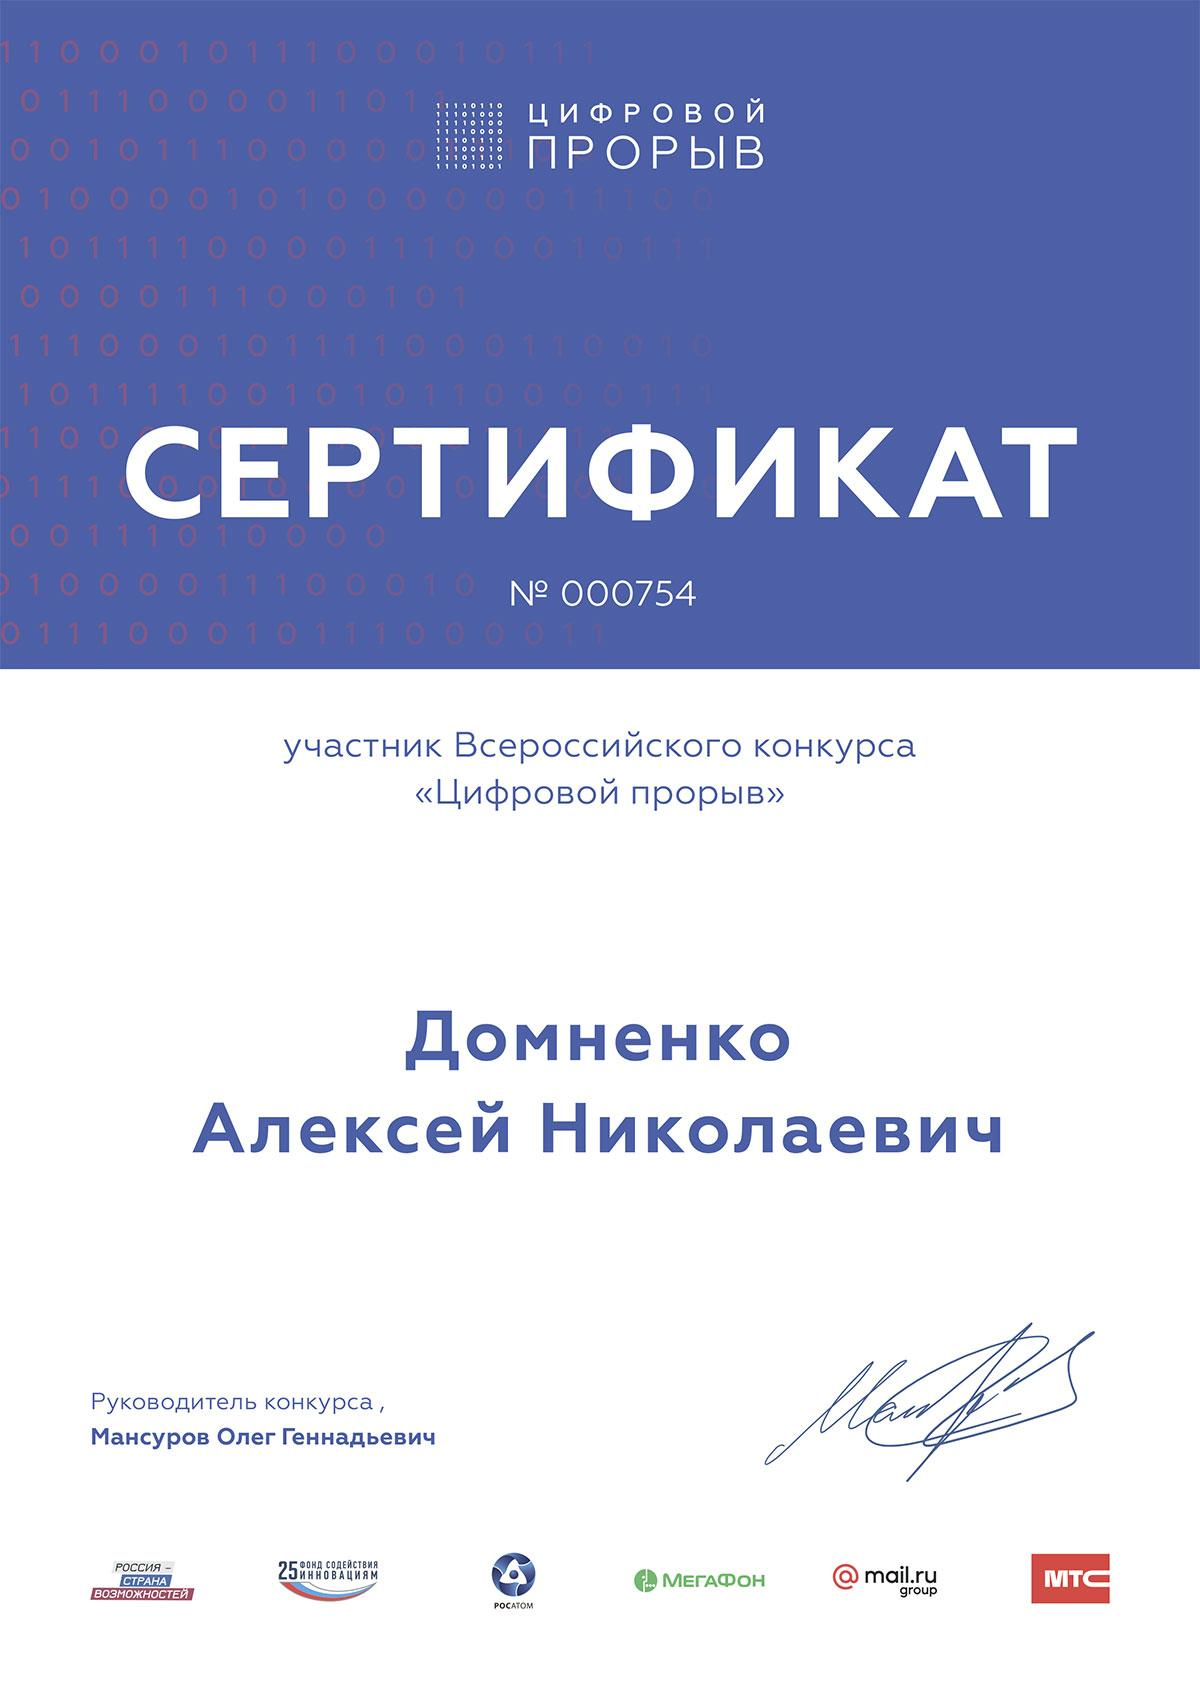 ЦИФРОВОЙ
ПРОРЫВ
СЕРТИФИКАТ
№ 000754
участник Всероссийского конкурса
«Цифровой прорыв»
Домненко
Алексей Николаевич
Руководитель конкурса ,
Мансуров Олег Геннадьевич
РОССИЯ –
СТРАНА
ВОЗМОЖНОСТЕЙ
25 ФОНД СОДЕЙСТВИЯ
ИННОВАЦИЯМ
РОСАТОМ
МЕГАФОН
@mail.ru
group
МТС